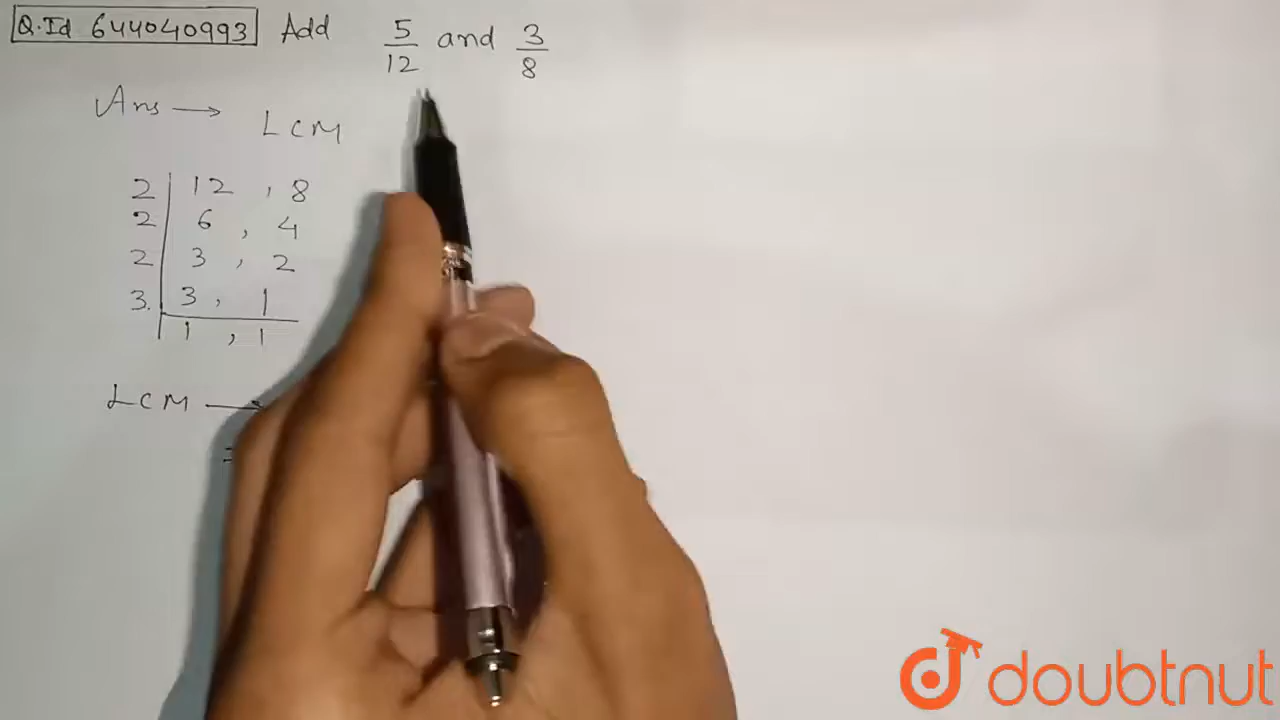 Q.Id 644040993 Add 5/12 and 3/8
Ans →
LCM
2 | 12 , 8
2 | 6 , 4
2 | 3 , 2
3. | 3 , 1
1 , 1
LCM →
=
doubtnut